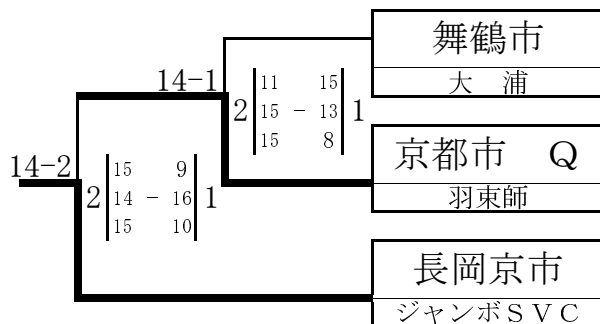 舞鶴市
大　浦
14-1
2 11 15 1
15 - 13
15 8
京都市　Q
羽束師
14-2
2 15 9 1
14 - 16
15 10
長岡京市
ジャンボSVC